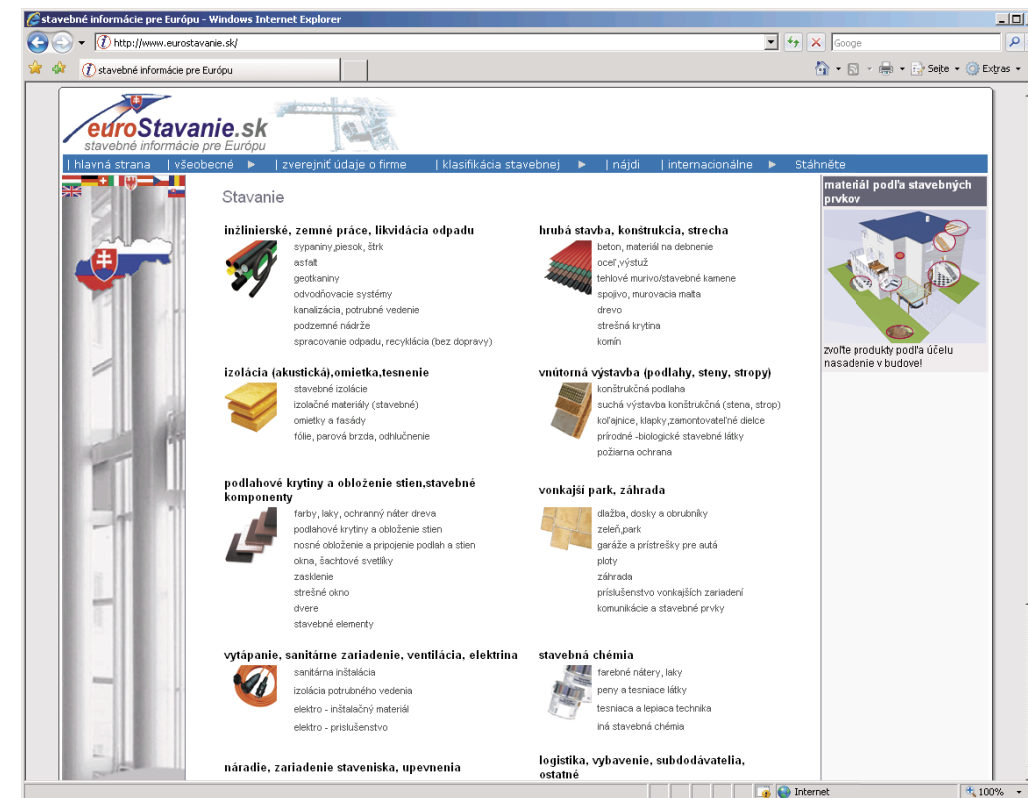 stavebné informácie pre Európu - Windows Internet Explorer
http://www.eurostavanie.sk/
Googe
stavebné informácie pre Európu
Seite
Extras
euroStavanie.sk
stavebné informácie pre Európu
| hlavná strana | všeobecné | zverejniť údaje o firme | klasifikácia stavebnej | nájdi | internacionálne Stáhněte
Stavanie
inžlinierské, zemné práce, likvidácia odpadu
sypaniny,piesok, štrk
asfalt
geotkaniny
odvodňovacie systémy
kanalizácia, potrubné vedenie
podzemné nádrže
spracovanie odpadu, recyklácia (bez dopravy)
hrubá stavba, konštrukcia, strecha
beton, materiál na debnenie
oceľ,výstuž
tehlové murivo/stavebné kamene
spojivo, murovacia malta
drevo
strešná krytina
komín
izolácia (akustická),omietka,tesnenie
stavebné izolácie
izolačné materiály (stavebné)
omietky a fasády
fólie, parová brzda, odhlučnenie
vnútorná výstavba (podlahy, steny, stropy)
konštrukčná podlaha
suchá výstavba konštrukčná (stena, strop)
koľajnice, klapky,zamontovateľné dielce
prírodné -biologické stavebné látky
požiarna ochrana
podlahové krytiny a obloženie stien,stavebné
komponenty
farby, laky, ochranný náter dreva
podlahové krytiny a obloženie stien
nosné obloženie a pripojenie podlah a stien
okna, šachtové svetlíky
zasklenie
strešné okno
dvere
stavebné elementy
vonkajší park, záhrada
dlažba, dosky a obrubníky
zeleň,park
garáže a prístrešky pre autá
ploty
záhrada
príslušenstvo vonkajších zariadení
komunikácie a stavebné prvky
vytápanie, sanitárne zariadenie, ventilácia, elektrina
sanitárna inštalácia
izolácia potrubného vedenia
elektro - inštalačný materiál
elektro - prislušenstvo
stavebná chémia
farebné nátery, laky
peny a tesniace látky
tesniaca a lepiaca technika
iná stavebná chémia
náradie, zariadenie staveniska, upevnenia
logistika, vybavenie, subdodávatelia,
ostatné
materiál podľa stavebných
prvkov
zvoľte produkty podľa účelu
nasadenie v budove!
Internet
100%